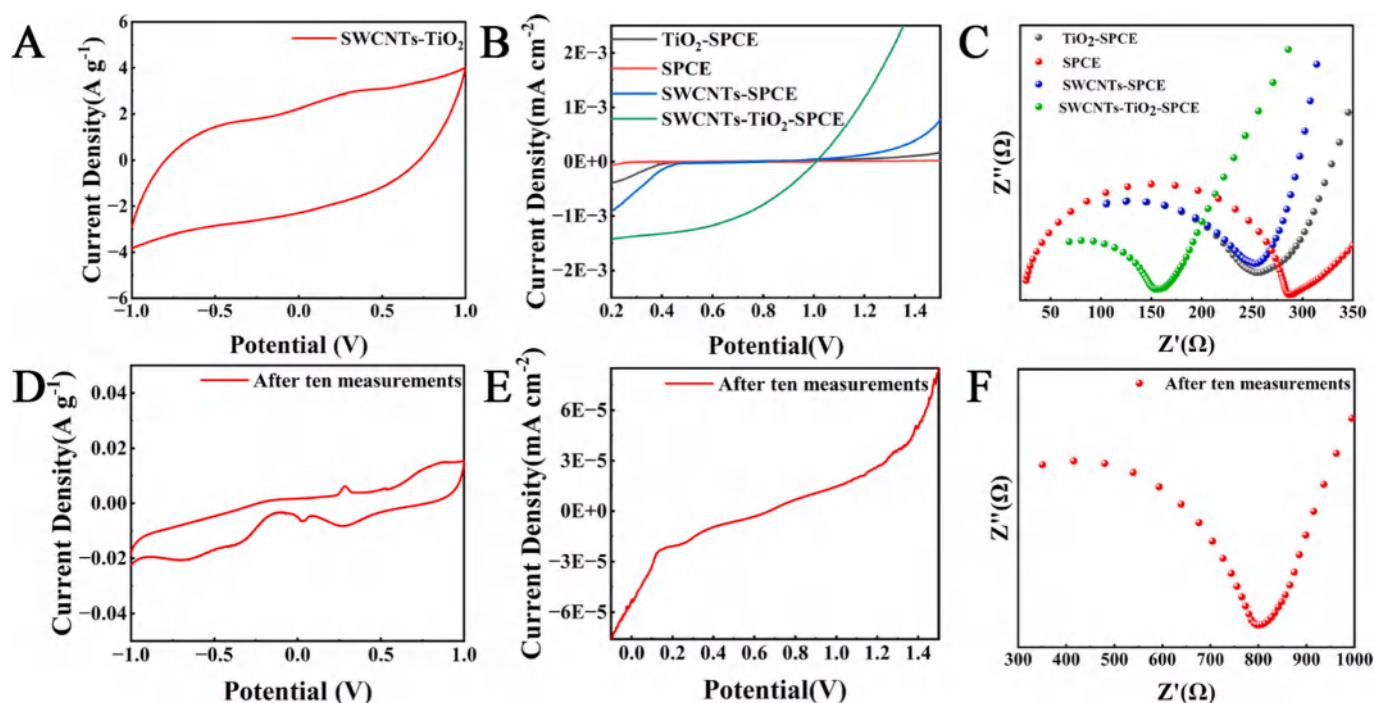 A
SWCNTs-TiO₂
Current Density(A g⁻¹)
6
4
2
0
−2
−4
−6
−1.0
−0.5
0.0
0.5
1.0
Potential (V)
B
TiO₂-SPCE
SPCE
SWCNTs-SPCE
SWCNTs-TiO₂-SPCE
Current Density(mA cm⁻²)
2E-3
1E-3
0E+0
−1E-3
−2E-3
0.2
0.4
0.6
0.8
1.0
1.2
1.4
Potential(V)
C
TiO₂-SPCE
SPCE
SWCNTs-SPCE
SWCNTs-TiO₂-SPCE
Z''(Ω)
50
100
150
200
250
300
350
Z'(Ω)
D
After ten measurements
Current Density(A g⁻¹)
0.04
0.02
0.00
−0.02
−0.04
−1.0
−0.5
0.0
0.5
1.0
Potential (V)
E
After ten measurements
Current Density(mA cm⁻²)
6E-5
3E-5
0E+0
−3E-5
−6E-5
0.0
0.2
0.4
0.6
0.8
1.0
1.2
1.4
Potential(V)
F
After ten measurements
Z''(Ω)
300
400
500
600
700
800
900
1000
Z'(Ω)